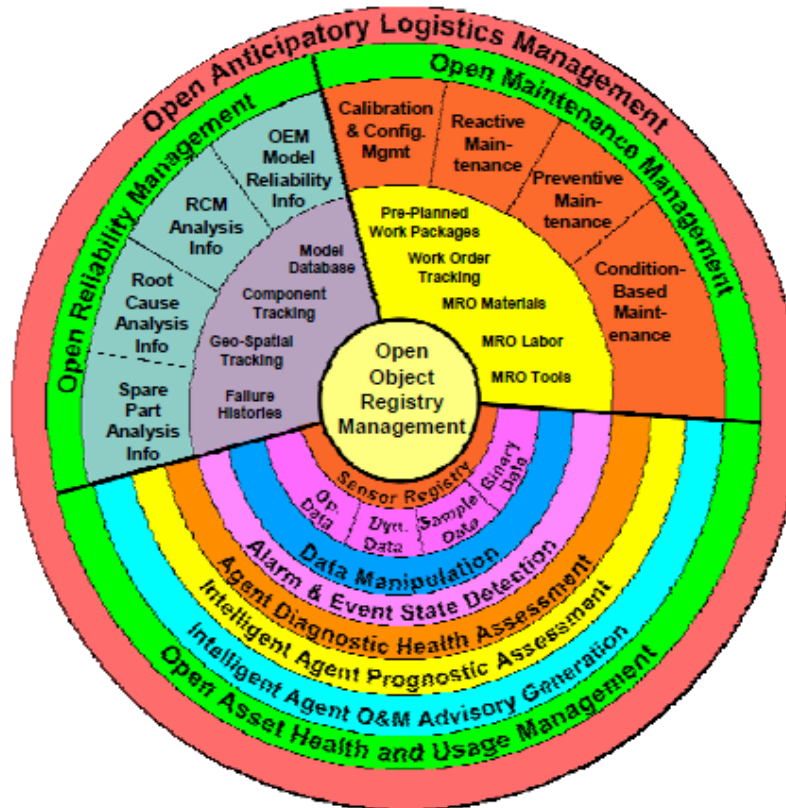 Open Anticipatory Logistics Management
Open Reliability Management
Open Maintenance Management
OEM
Model
Reliability
Info
RCM
Analysis
Info
Root
Cause
Analysis
Info
Spare
Part
Analysis
Info
Model
Database
Component
Tracking
Geo-Spatial
Tracking
Failure
Histories
Calibration
& Config.
Mgmt
Reactive
Main-
tenance
Preventive
Main-
tenance
Condition-
Based
Maint-
enance
Pre-Planned
Work Packages
Work Order
Tracking
MRO Materials
MRO Labor
MRO Tools
Open
Object
Registry
Management
Sensor Registry
Op.
Data
Dyn.
Data
Sample
Data
Binary
Data
Data Manipulation
Alarm & Event State Detection
Agent Diagnostic Health Assessment
Intelligent Agent Prognostic Assessment
Intelligent Agent O&M Advisory Generation
Open Asset Health and Usage Management